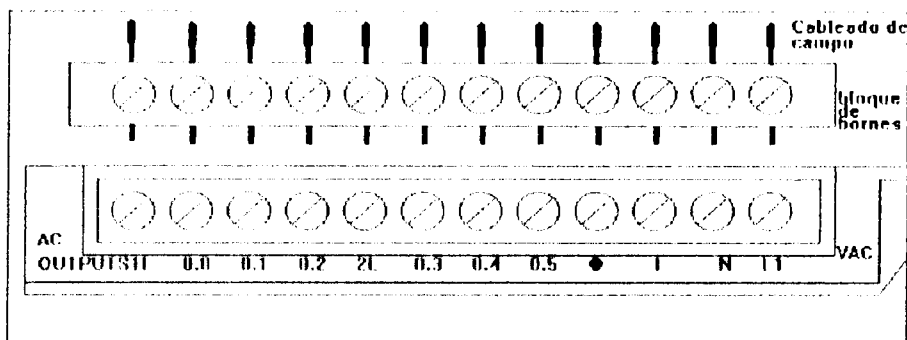 Cableado de
campo
bloque
de
bornes
AC
VAC
OUTPUTS 0.0 0.1 0.2 2L 0.3 0.4 0.5 ● N L1